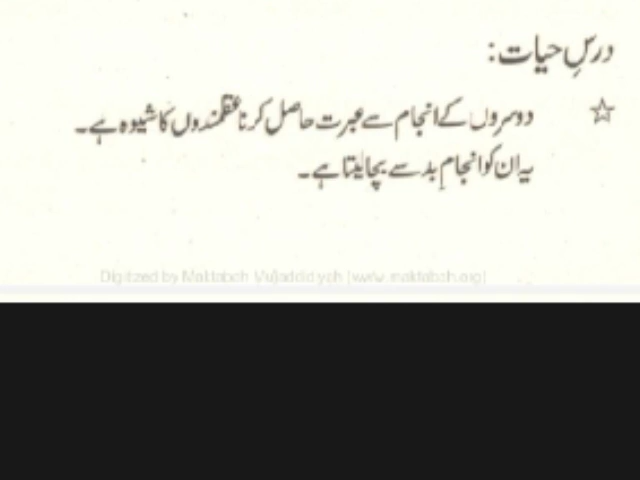 درسِ حیات:
☆ دوسروں کے انجام سے عبرت حاصل کرنا عقلمندوں کا شیوہ ہے۔
یہ ان کو انجامِ بد سے بچا لیتا ہے۔
Digitized by Maktabah Mujaddidiyah (www.maktabah.org)